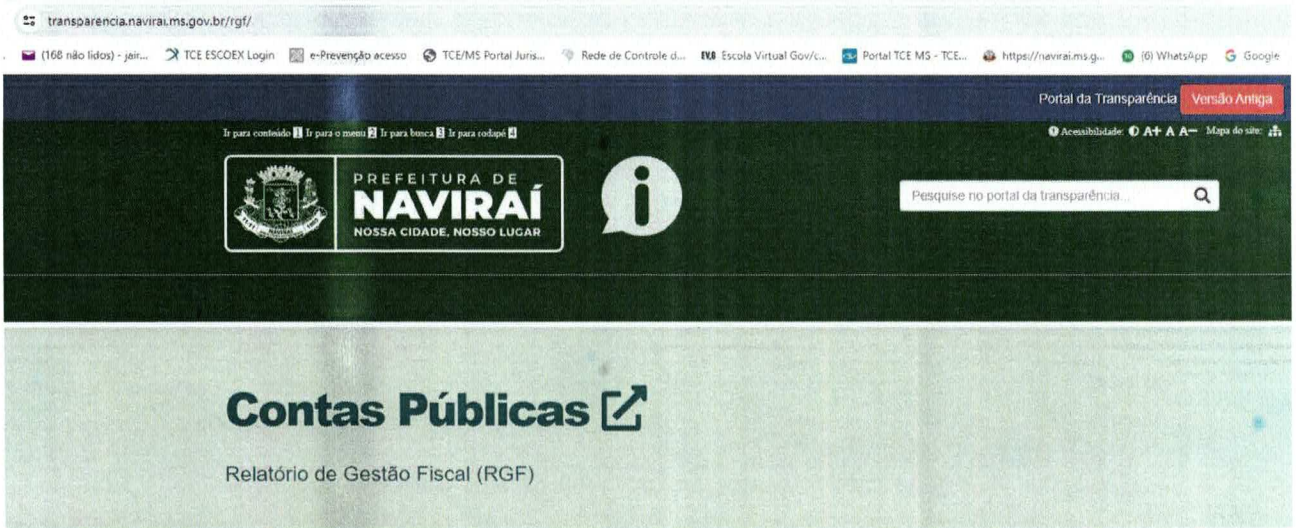 transparencia.navirai.ms.gov.br/rgf/
(168 não lidos) - jair... TCE ESCOEX Login e-Prevenção acesso TCE/MS Portal Juris... Rede de Controle d... EV.G Escola Virtual Gov/c... Portal TCE MS - TCE... https://navirai.ms.g... (6) WhatsApp Google
Portal da Transparência Versão Antiga
Ir para conteúdo 1 Ir para o menu 2 Ir para busca 3 Ir para rodapé 4
Acessibilidade: A+ A A- Mapa do site:
PREFEITURA DE
NAVIRAÍ
NOSSA CIDADE, NOSSO LUGAR
Pesquise no portal da transparência...
Contas Públicas
Relatório de Gestão Fiscal (RGF)